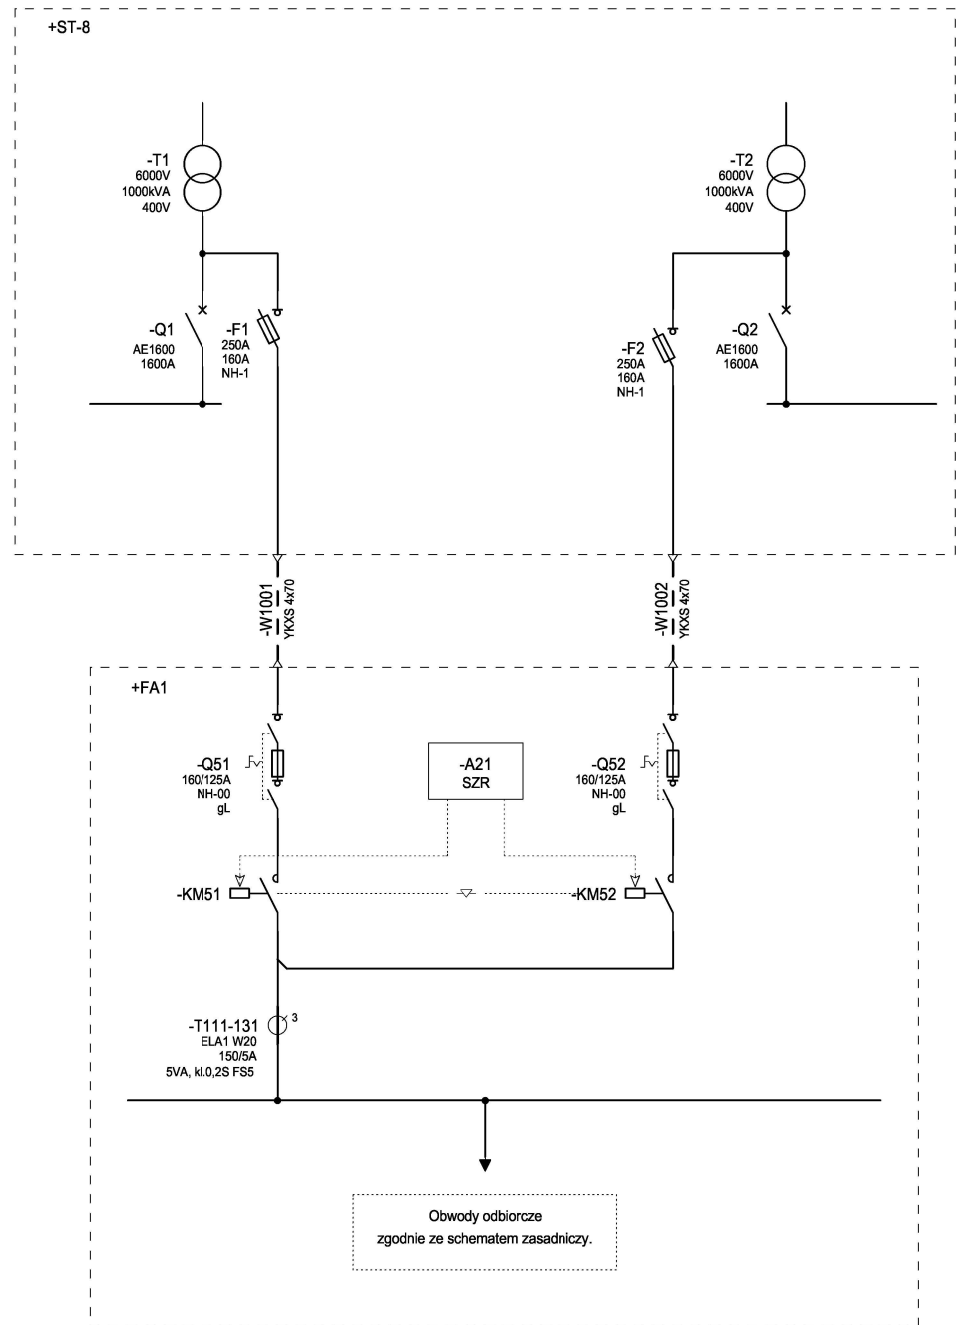 +ST-8
-T1
6000V
1000kVA
400V
-T2
6000V
1000kVA
400V
-Q1
AE1600
1600A
-F1
250A
160A
NH-1
-F2
250A
160A
NH-1
-Q2
AE1600
1600A
-W1001
YKXS 4x70
-W1002
YKXS 4x70
+FA1
-Q51
160/125A
NH-00
gL
-A21
SZR
-Q52
160/125A
NH-00
gL
-KM51
-KM52
-T111-131
ELA1 W20
150/5A
5VA, kl.0,2S FS5
3
Obwody odbiorcze
zgodnie ze schematem zasadniczy.